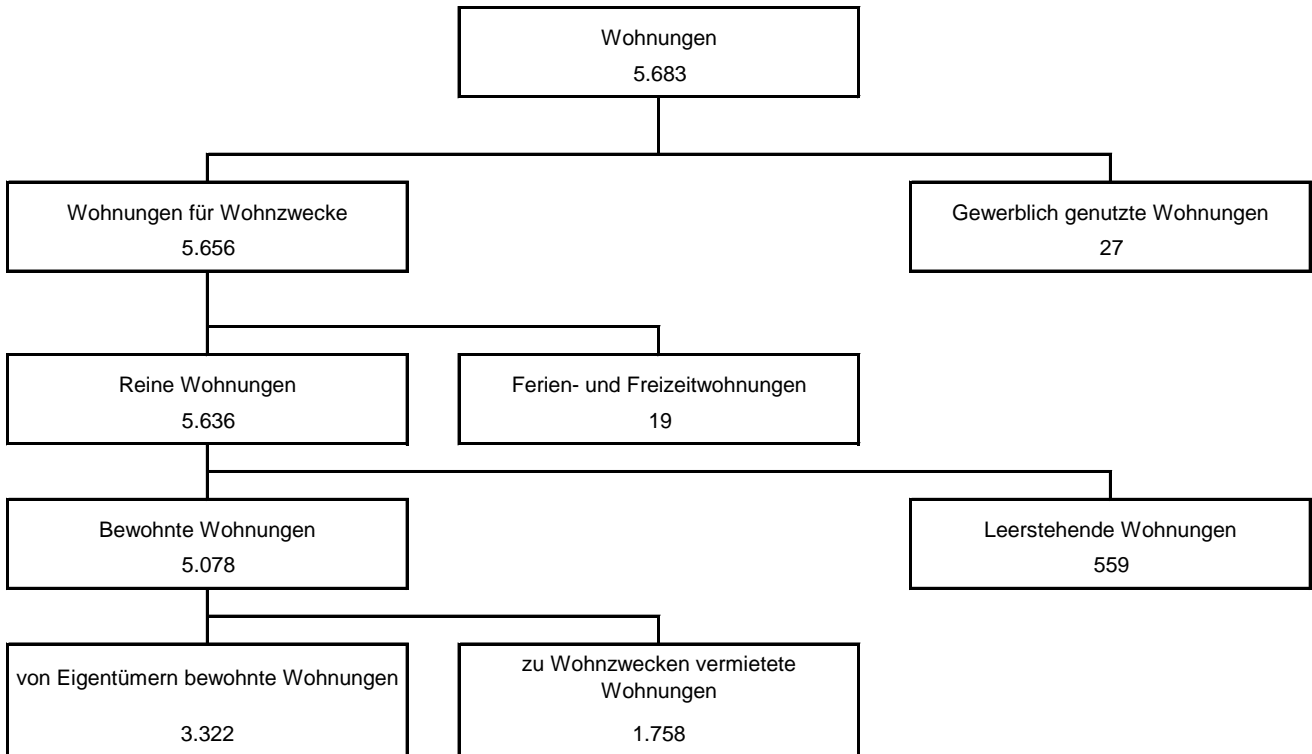 Wohnungen
5.683
Wohnungen für Wohnzwecke
5.656
Gewerblich genutzte Wohnungen
27
Reine Wohnungen
5.636
Ferien- und Freizeitwohnungen
19
Bewohnte Wohnungen
5.078
Leerstehende Wohnungen
559
von Eigentümern bewohnte Wohnungen
3.322
zu Wohnzwecken vermietete
Wohnungen
1.758